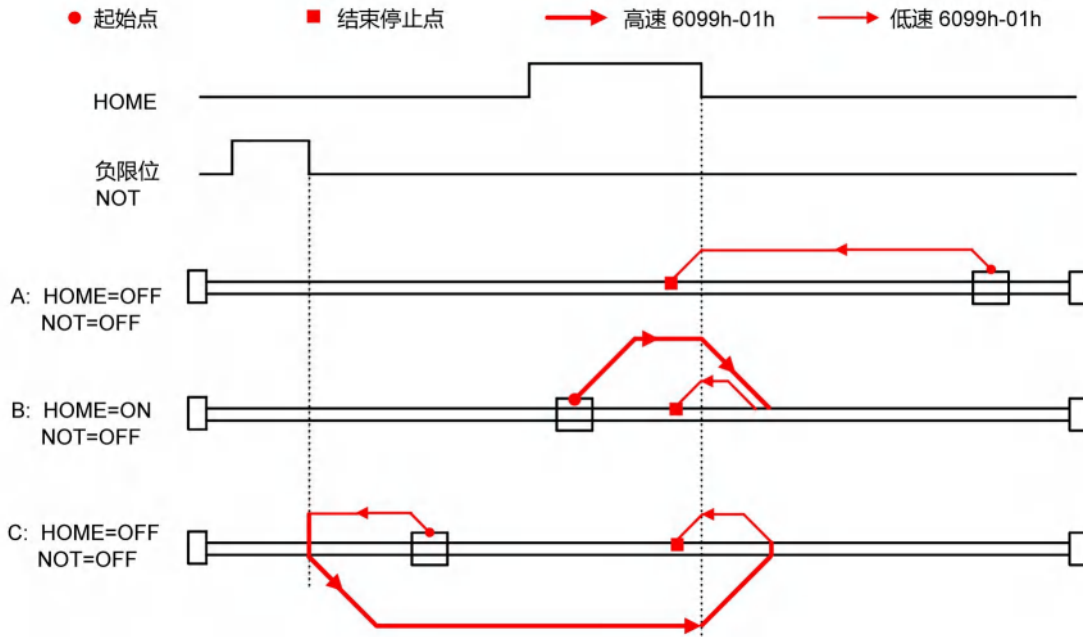 起始点
结束停止点
高速 6099h-01h
低速 6099h-01h
HOME
负限位
NOT
A: HOME=OFF
NOT=OFF
B: HOME=ON
NOT=OFF
C: HOME=OFF
NOT=OFF